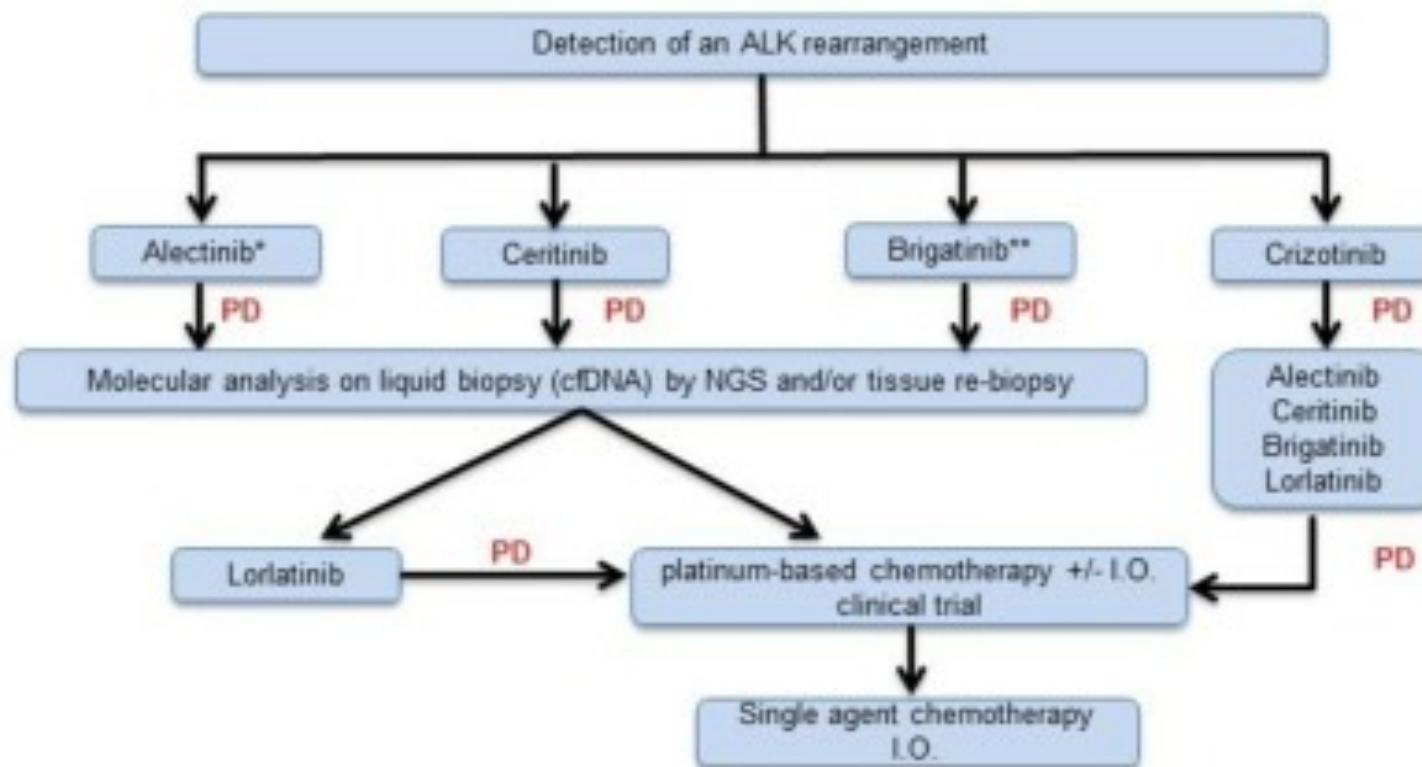 Detection of an ALK rearrangement
Alectinib*
Ceritinib
Brigatinib**
Crizotinib
PD
PD
PD
PD
Molecular analysis on liquid biopsy (cfDNA) by NGS and/or tissue re-biopsy
Alectinib
Ceritinib
Brigatinib
Lorlatinib
Lorlatinib
PD
platinum-based chemotherapy +/- I.O.
clinical trial
PD
Single agent chemotherapy
I.O.